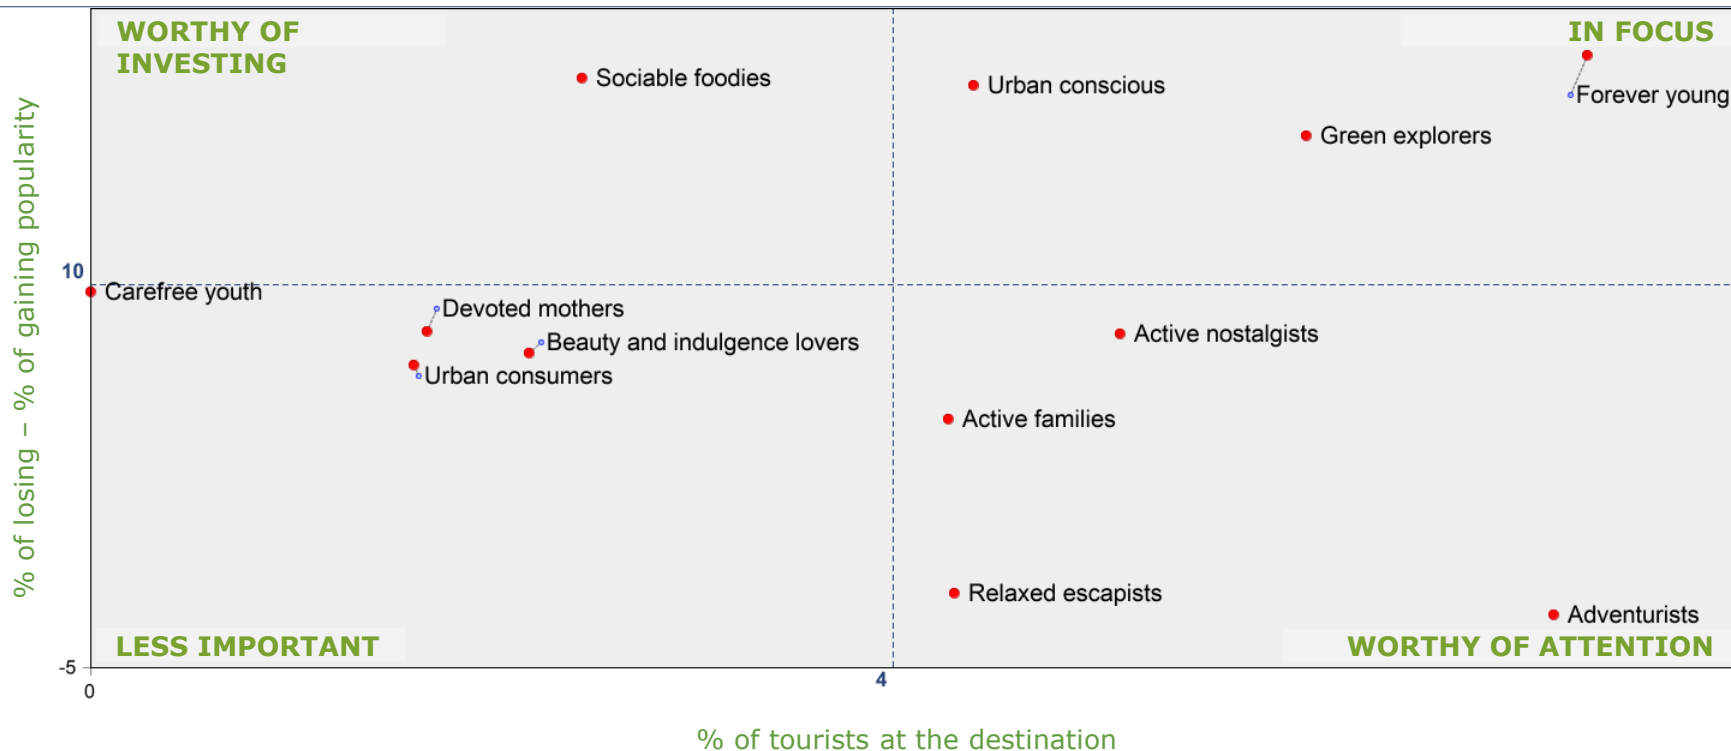 WORTHY OF
INVESTING
IN FOCUS
Sociable foodies
Urban conscious
Forever young
Green explorers
% of losing – % of gaining popularity
10
Carefree youth
Devoted mothers
Active nostalgists
Beauty and indulgence lovers
Urban consumers
Active families
Relaxed escapists
Adventurists
LESS IMPORTANT
WORTHY OF ATTENTION
-5
0
4
% of tourists at the destination